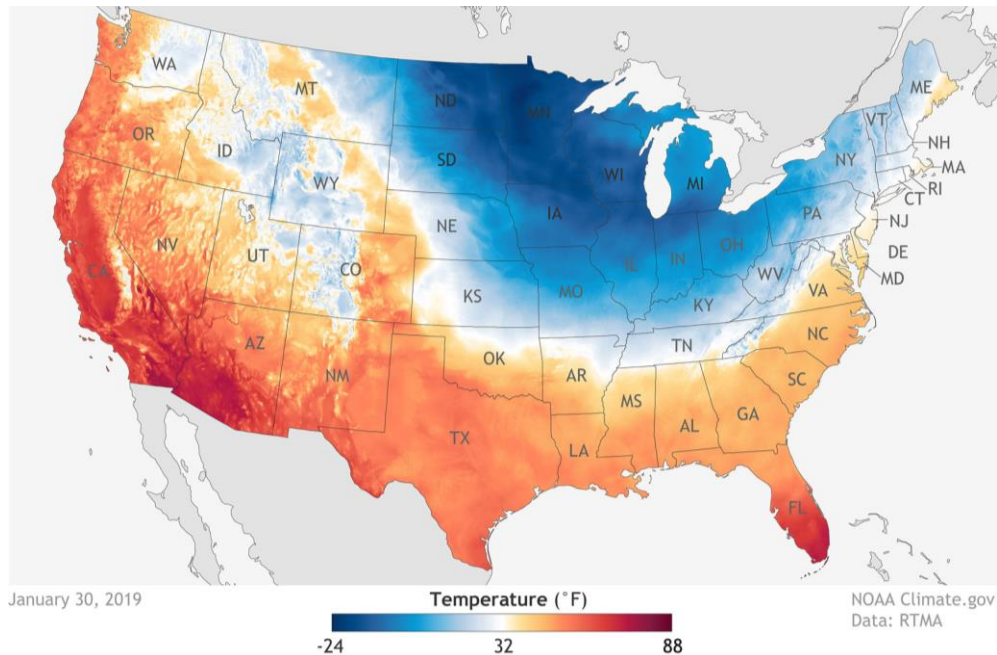 WA
MT
ND
MN
ME
VT
OR
ID
SD
WI
MI
NY
NH
WY
MA
RI
CT
IA
NE
PA
NJ
NV
UT
CO
IL
IN
OH
DE
MD
CA
KS
MO
WV
KY
VA
AZ
NM
OK
AR
TN
NC
SC
MS
AL
GA
TX
LA
FL
January 30, 2019
Temperature (°F)
-24
32
88
NOAA Climate.gov
Data: RTMA